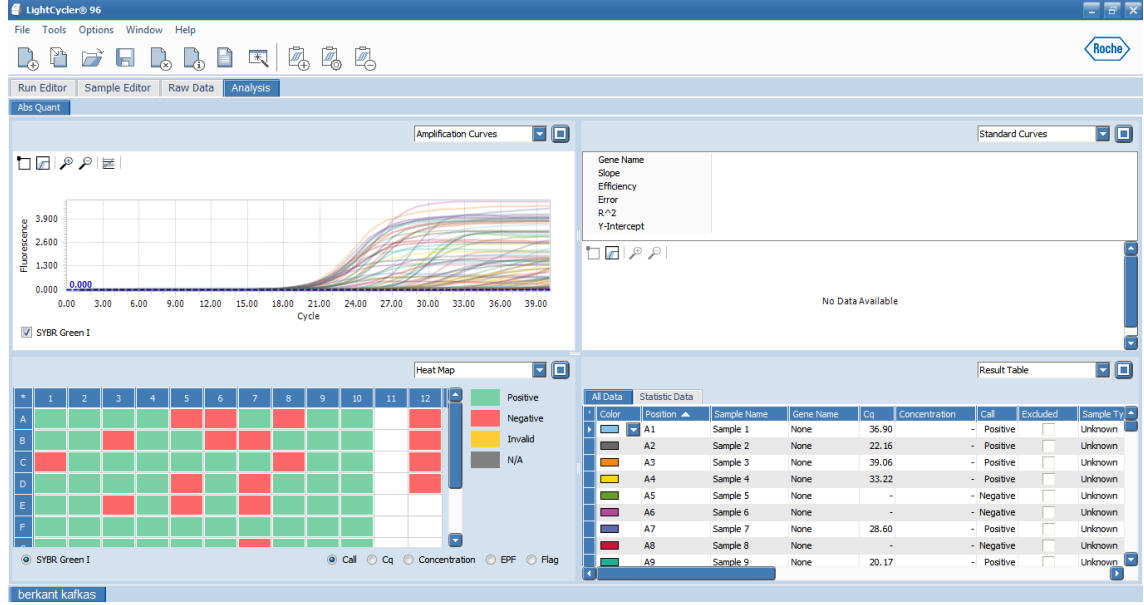 LightCycler® 96
File Tools Options Window Help
Roche
Run Editor Sample Editor Raw Data Analysis
Abs Quant
Amplification Curves
Fluorescence
3.900
2.600
1.300
0.000
0.000
0.00 3.00 6.00 9.00 12.00 15.00 18.00 21.00 24.00 27.00 30.00 33.00 36.00 39.00
Cycle
SYBR Green I
Standard Curves
Gene Name
Slope
Efficiency
Error
R^2
Y-Intercept
No Data Available
Heat Map
* 1 2 3 4 5 6 7 8 9 10 11 12
A
B
C
D
E
F
Positive
Negative
Invalid
N/A
SYBR Green I
Call Cq Concentration EPF Flag
Result Table
All Data Statistic Data
* Color Position Sample Name Gene Name Cq Concentration Call Excluded Sample Ty
A1 Sample 1 None 36.90 - Positive Unknown
A2 Sample 2 None 22.16 - Positive Unknown
A3 Sample 3 None 39.06 - Positive Unknown
A4 Sample 4 None 33.22 - Positive Unknown
A5 Sample 5 None - - Negative Unknown
A6 Sample 6 None - - Negative Unknown
A7 Sample 7 None 28.60 - Positive Unknown
A8 Sample 8 None - - Negative Unknown
A9 Sample 9 None 20.17 - Positive Unknown
berkant kafkas